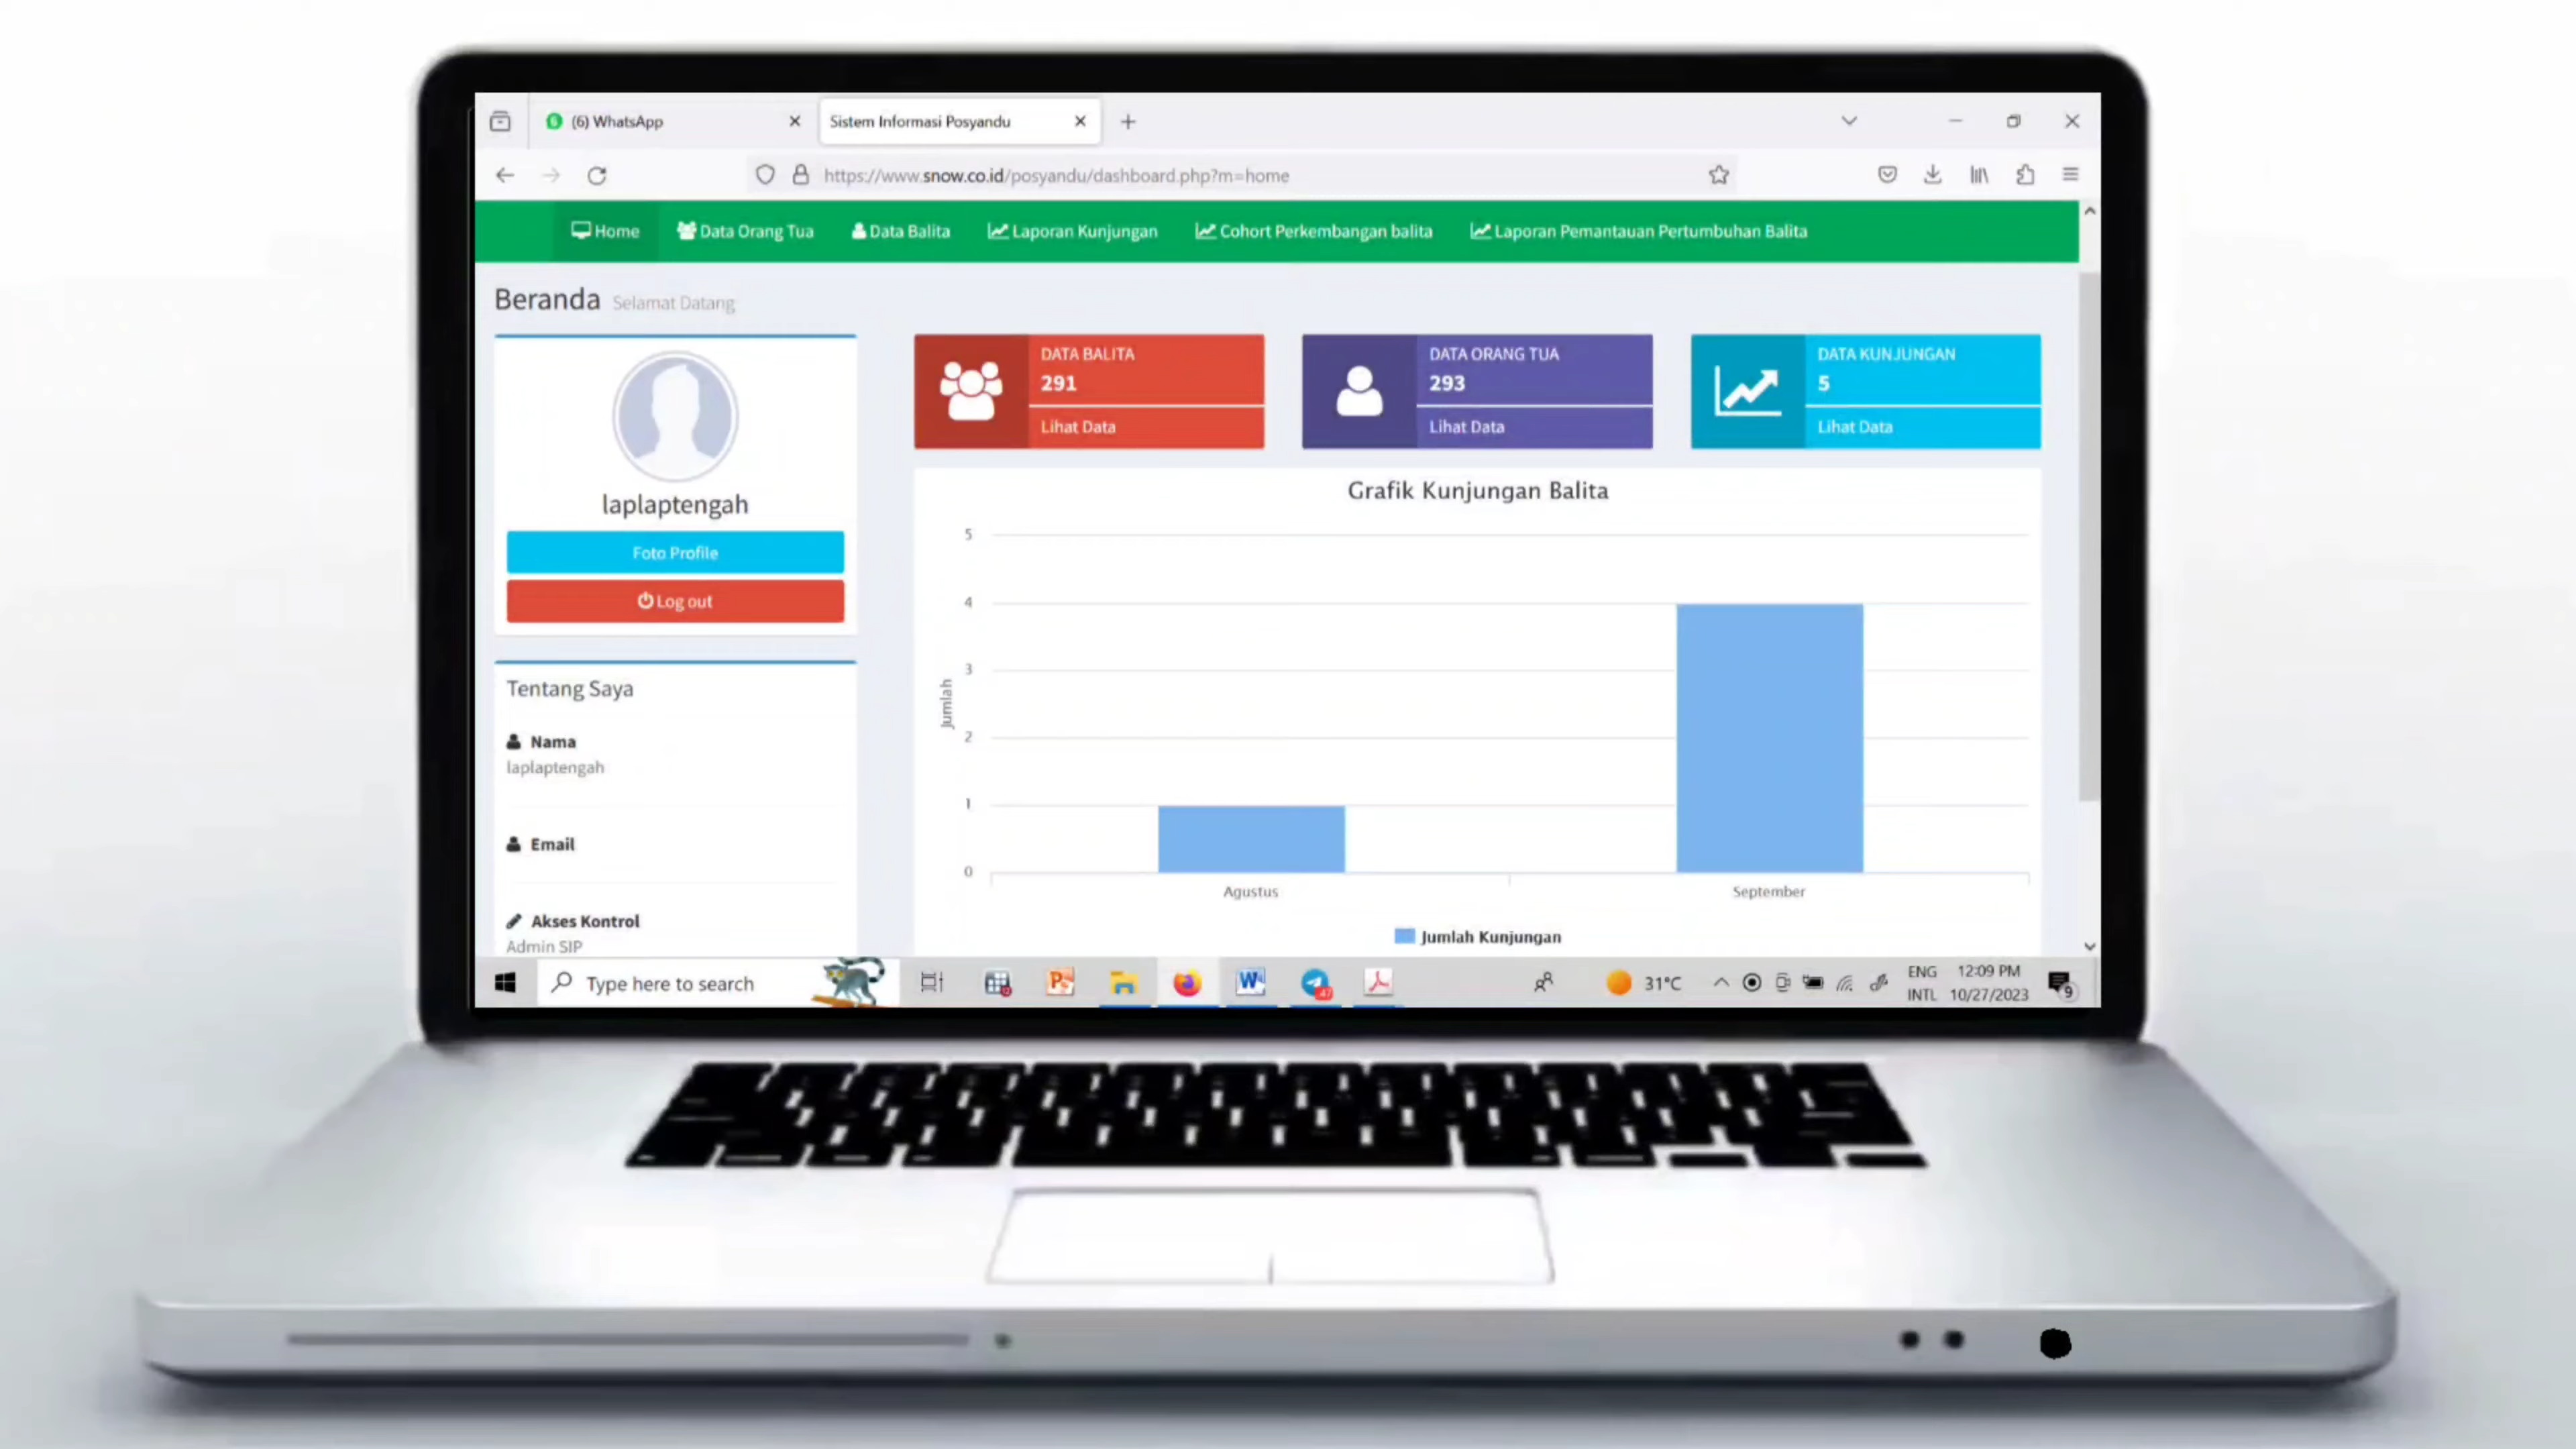 (6) WhatsApp
Sistem Informasi Posyandu
https://www.snow.co.id/posyandu/dashboard.php?m=home
Home Data Orang Tua Data Balita Laporan Kunjungan Cohort Perkembangan balita Laporan Pemantauan Pertumbuhan Balita
Beranda Selamat Datang
laplaptengah
Foto Profile
Log out
Tentang Saya
Nama
laplaptengah
Email
Akses Kontrol
Admin SIP
DATA BALITA
291
Lihat Data
DATA ORANG TUA
293
Lihat Data
DATA KUNJUNGAN
5
Lihat Data
Grafik Kunjungan Balita
5
4
3
2
1
0
Jumlah
Agustus
September
Jumlah Kunjungan
Type here to search
31°C
ENG
INTL
12:09 PM
10/27/2023
9